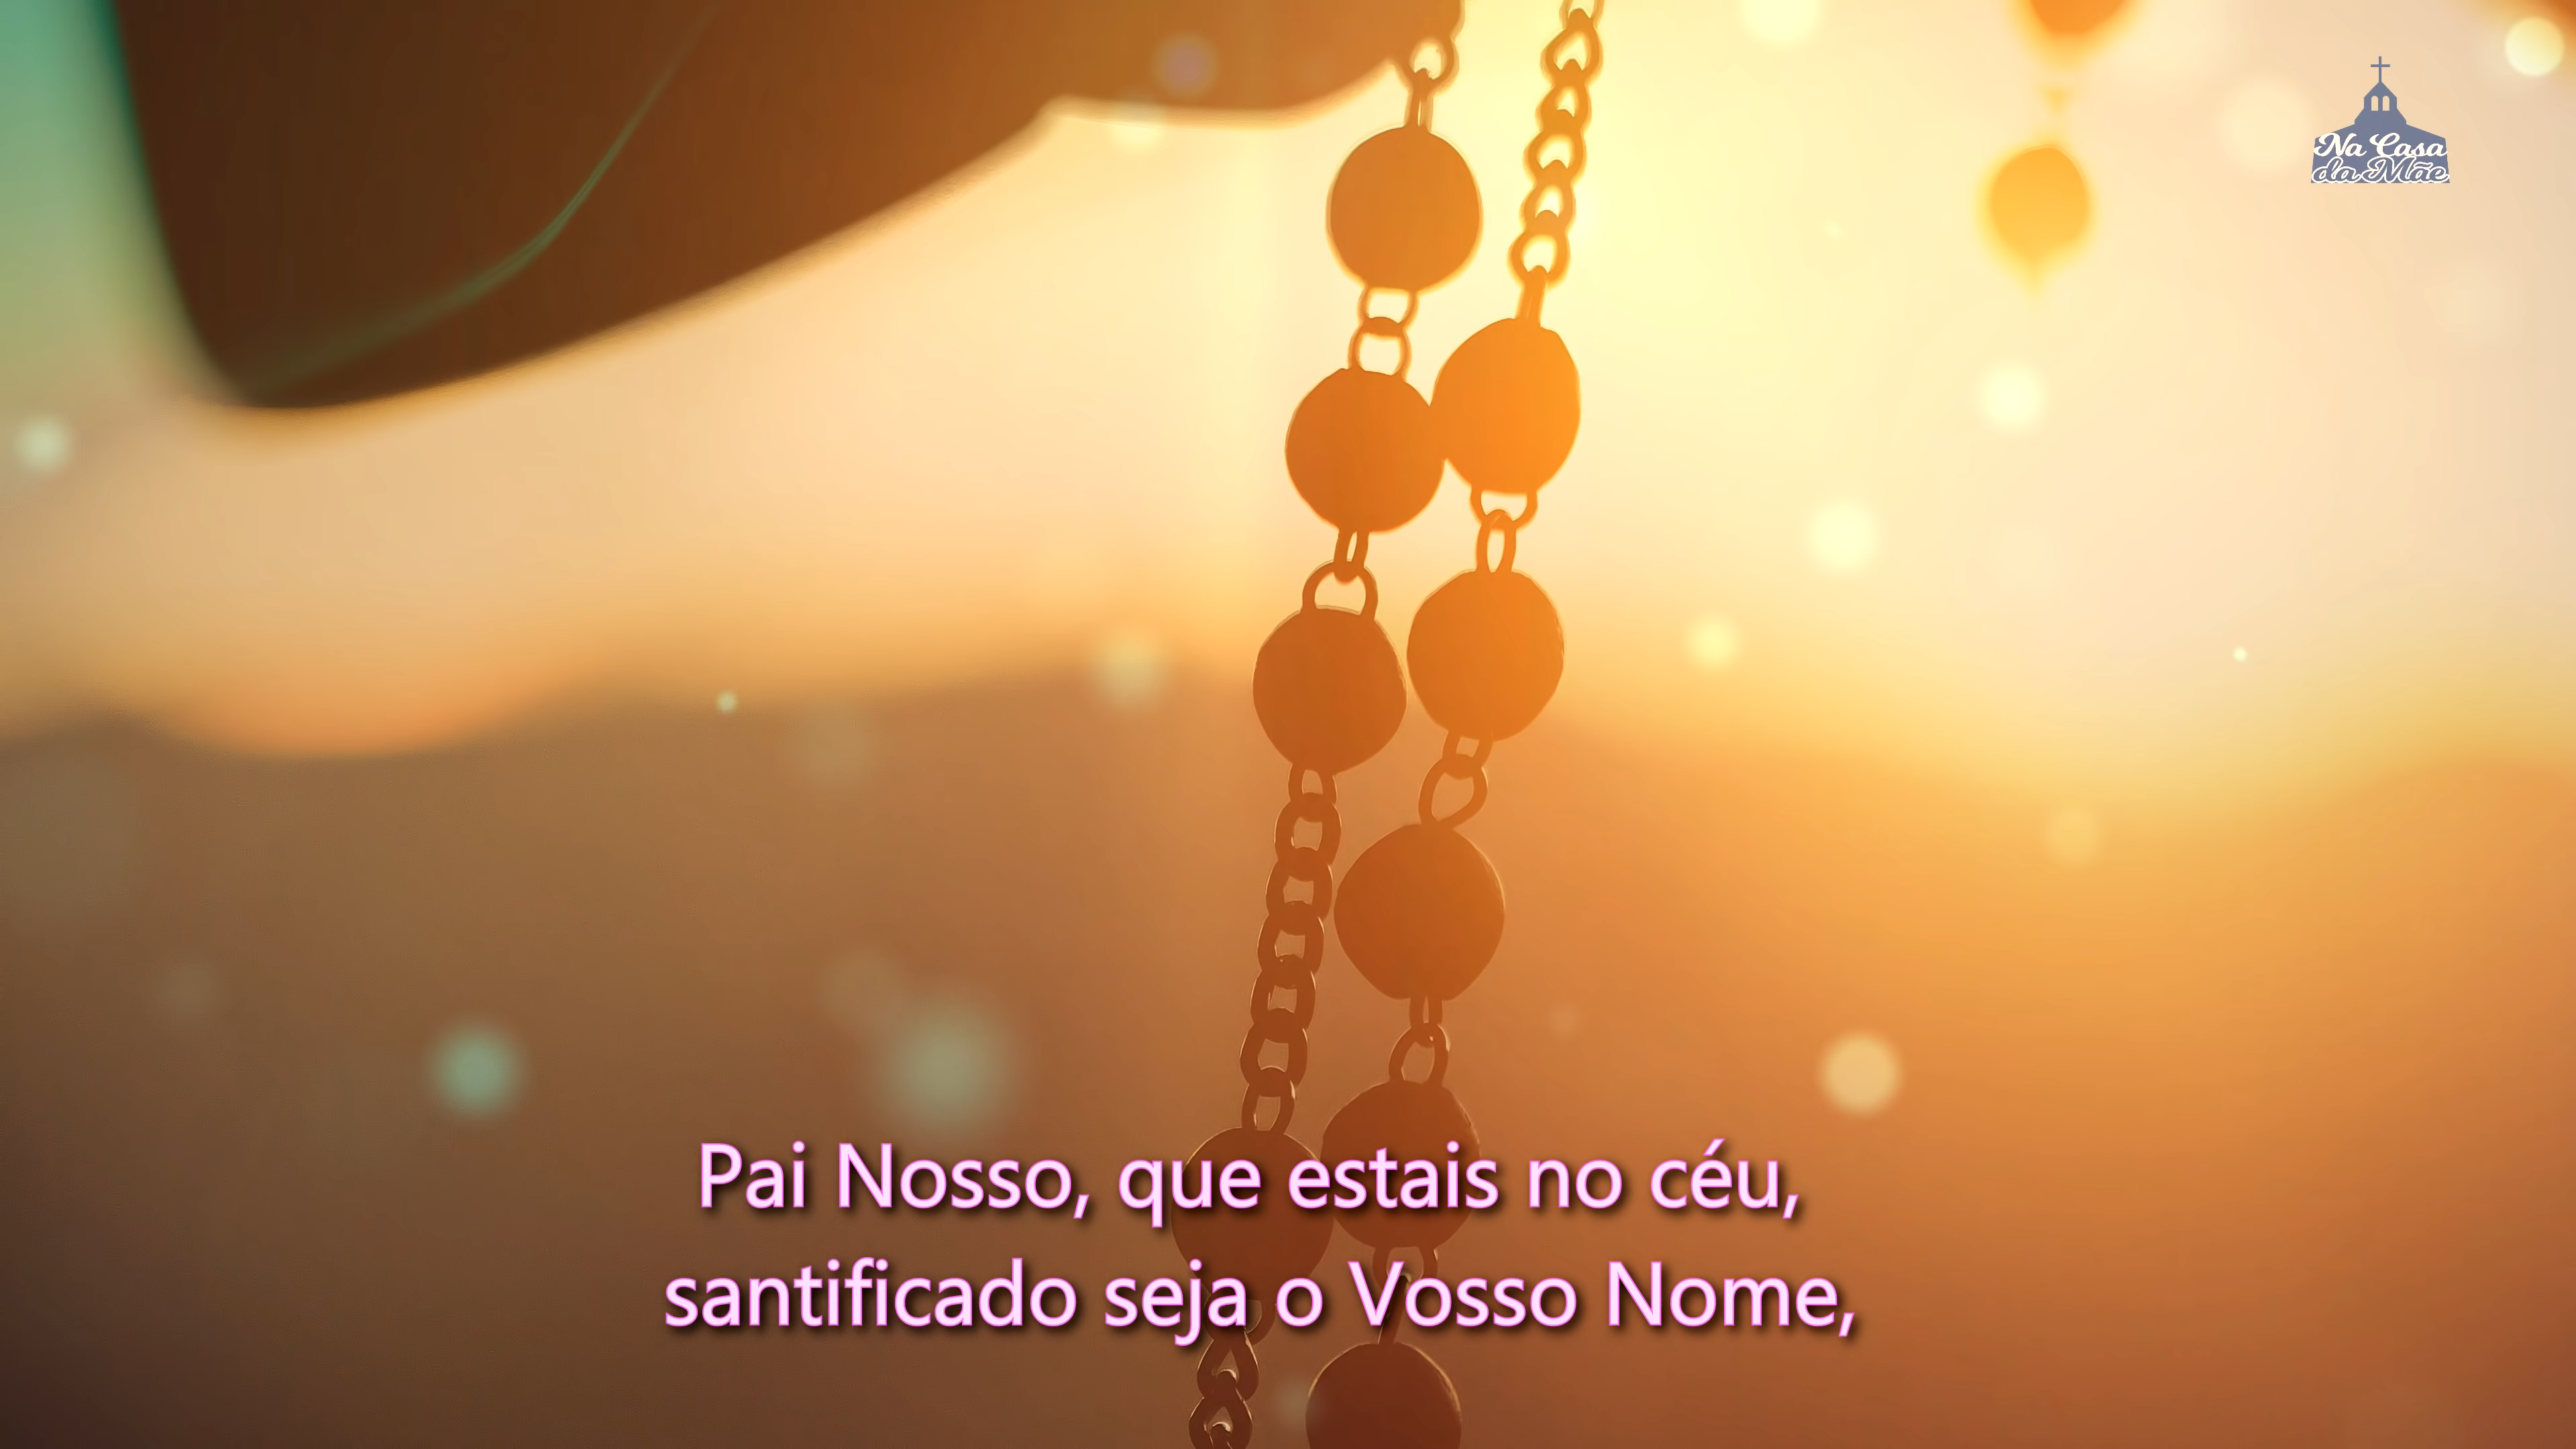 Na Casa
da Mãe
Pai Nosso, que estais no céu,
santificado seja o Vosso Nome,